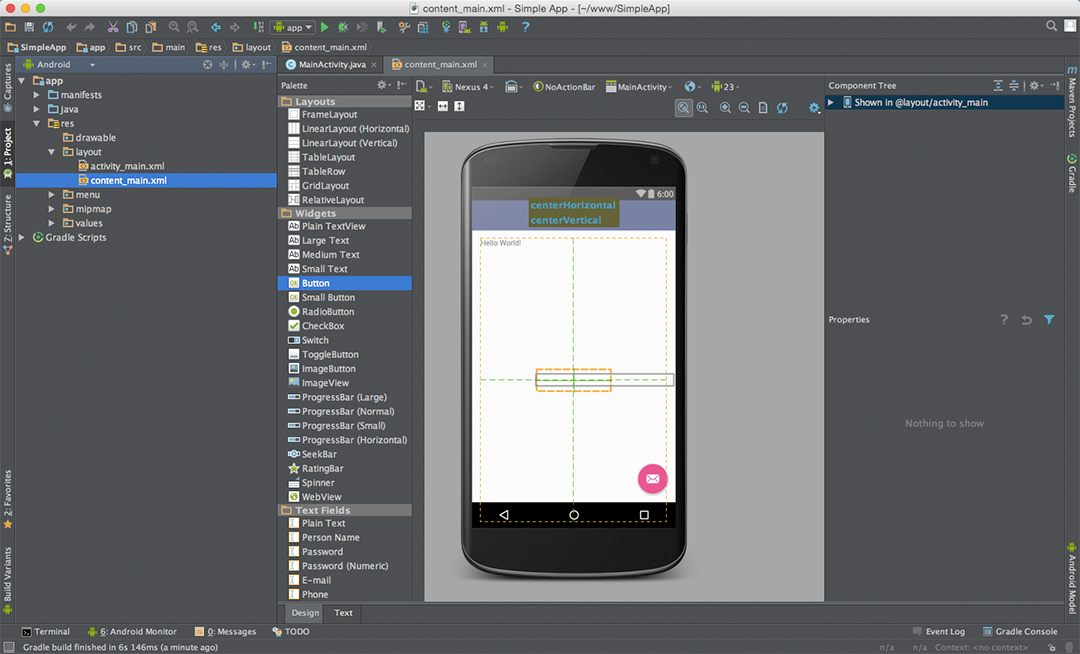 content_main.xml - Simple App - [~/www/SimpleApp]
app
SimpleApp
app
src
main
res
layout
content_main.xml
Captures
1: Project
7: Structure
2: Favorites
Build Variants
Android
app
manifests
java
res
drawable
layout
activity_main.xml
content_main.xml
menu
mipmap
values
Gradle Scripts
MainActivity.java
content_main.xml
Palette
Layouts
FrameLayout
LinearLayout (Horizontal)
LinearLayout (Vertical)
TableLayout
TableRow
GridLayout
RelativeLayout
Widgets
Plain TextView
Large Text
Medium Text
Small Text
Button
Small Button
RadioButton
CheckBox
Switch
ToggleButton
ImageButton
ImageView
ProgressBar (Large)
ProgressBar (Normal)
ProgressBar (Small)
ProgressBar (Horizontal)
SeekBar
RatingBar
Spinner
WebView
Text Fields
Plain Text
Person Name
Password
Password (Numeric)
E-mail
Phone
Nexus 4
NoActionBar
MainActivity
23
6:00
centerHorizontal
centerVertical
Hello World!
Design
Text
Component Tree
Shown in @layout/activity_main
Properties
Nothing to show
Maven Projects
Gradle
Android Model
Terminal
6: Android Monitor
0: Messages
TODO
Event Log
Gradle Console
Gradle build finished in 6s 146ms (a minute ago)
n/a
n/a
Context: <no context>